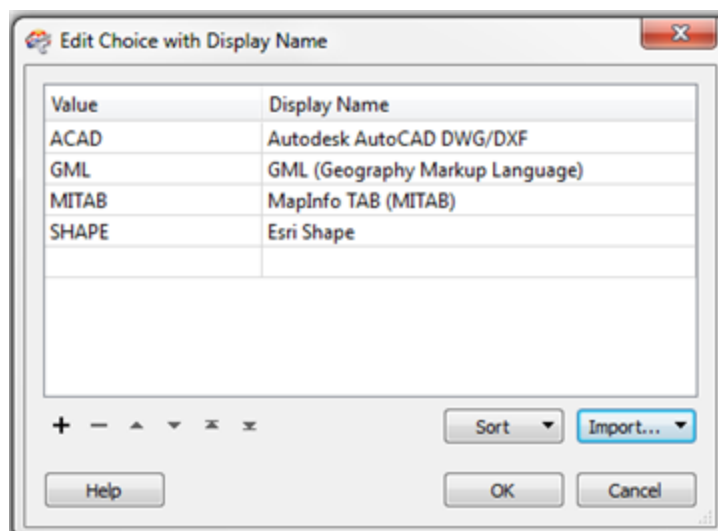 Edit Choice with Display Name
Value Display Name
ACAD Autodesk AutoCAD DWG/DXF
GML GML (Geography Markup Language)
MITAB MapInfo TAB (MITAB)
SHAPE Esri Shape
Sort Import...
Help OK Cancel